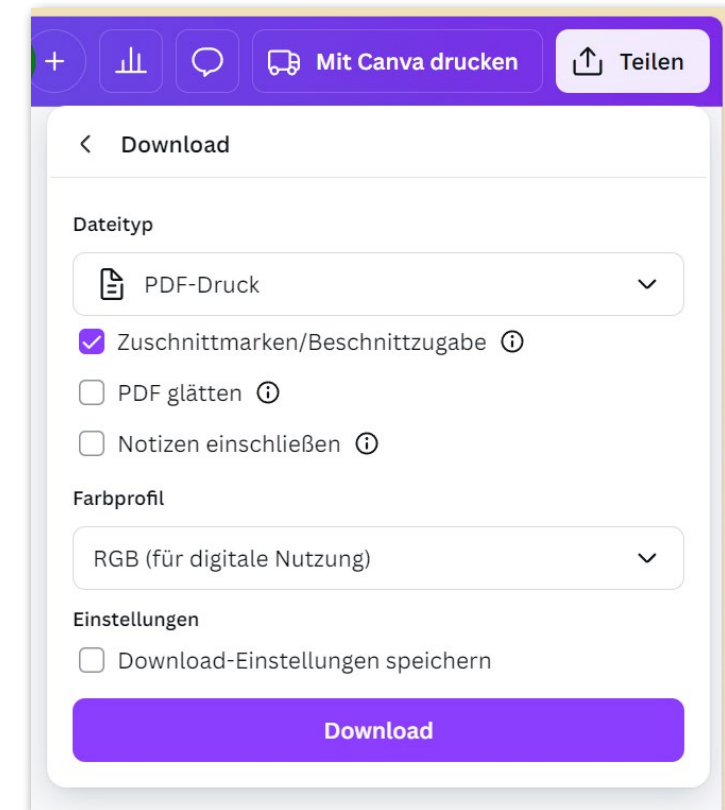 +
Mit Canva drucken
Teilen
Download
Dateityp
PDF-Druck
Zuschnittmarken/Beschnittzugabe
PDF glätten
Notizen einschließen
Farbprofil
RGB (für digitale Nutzung)
Einstellungen
Download-Einstellungen speichern
Download